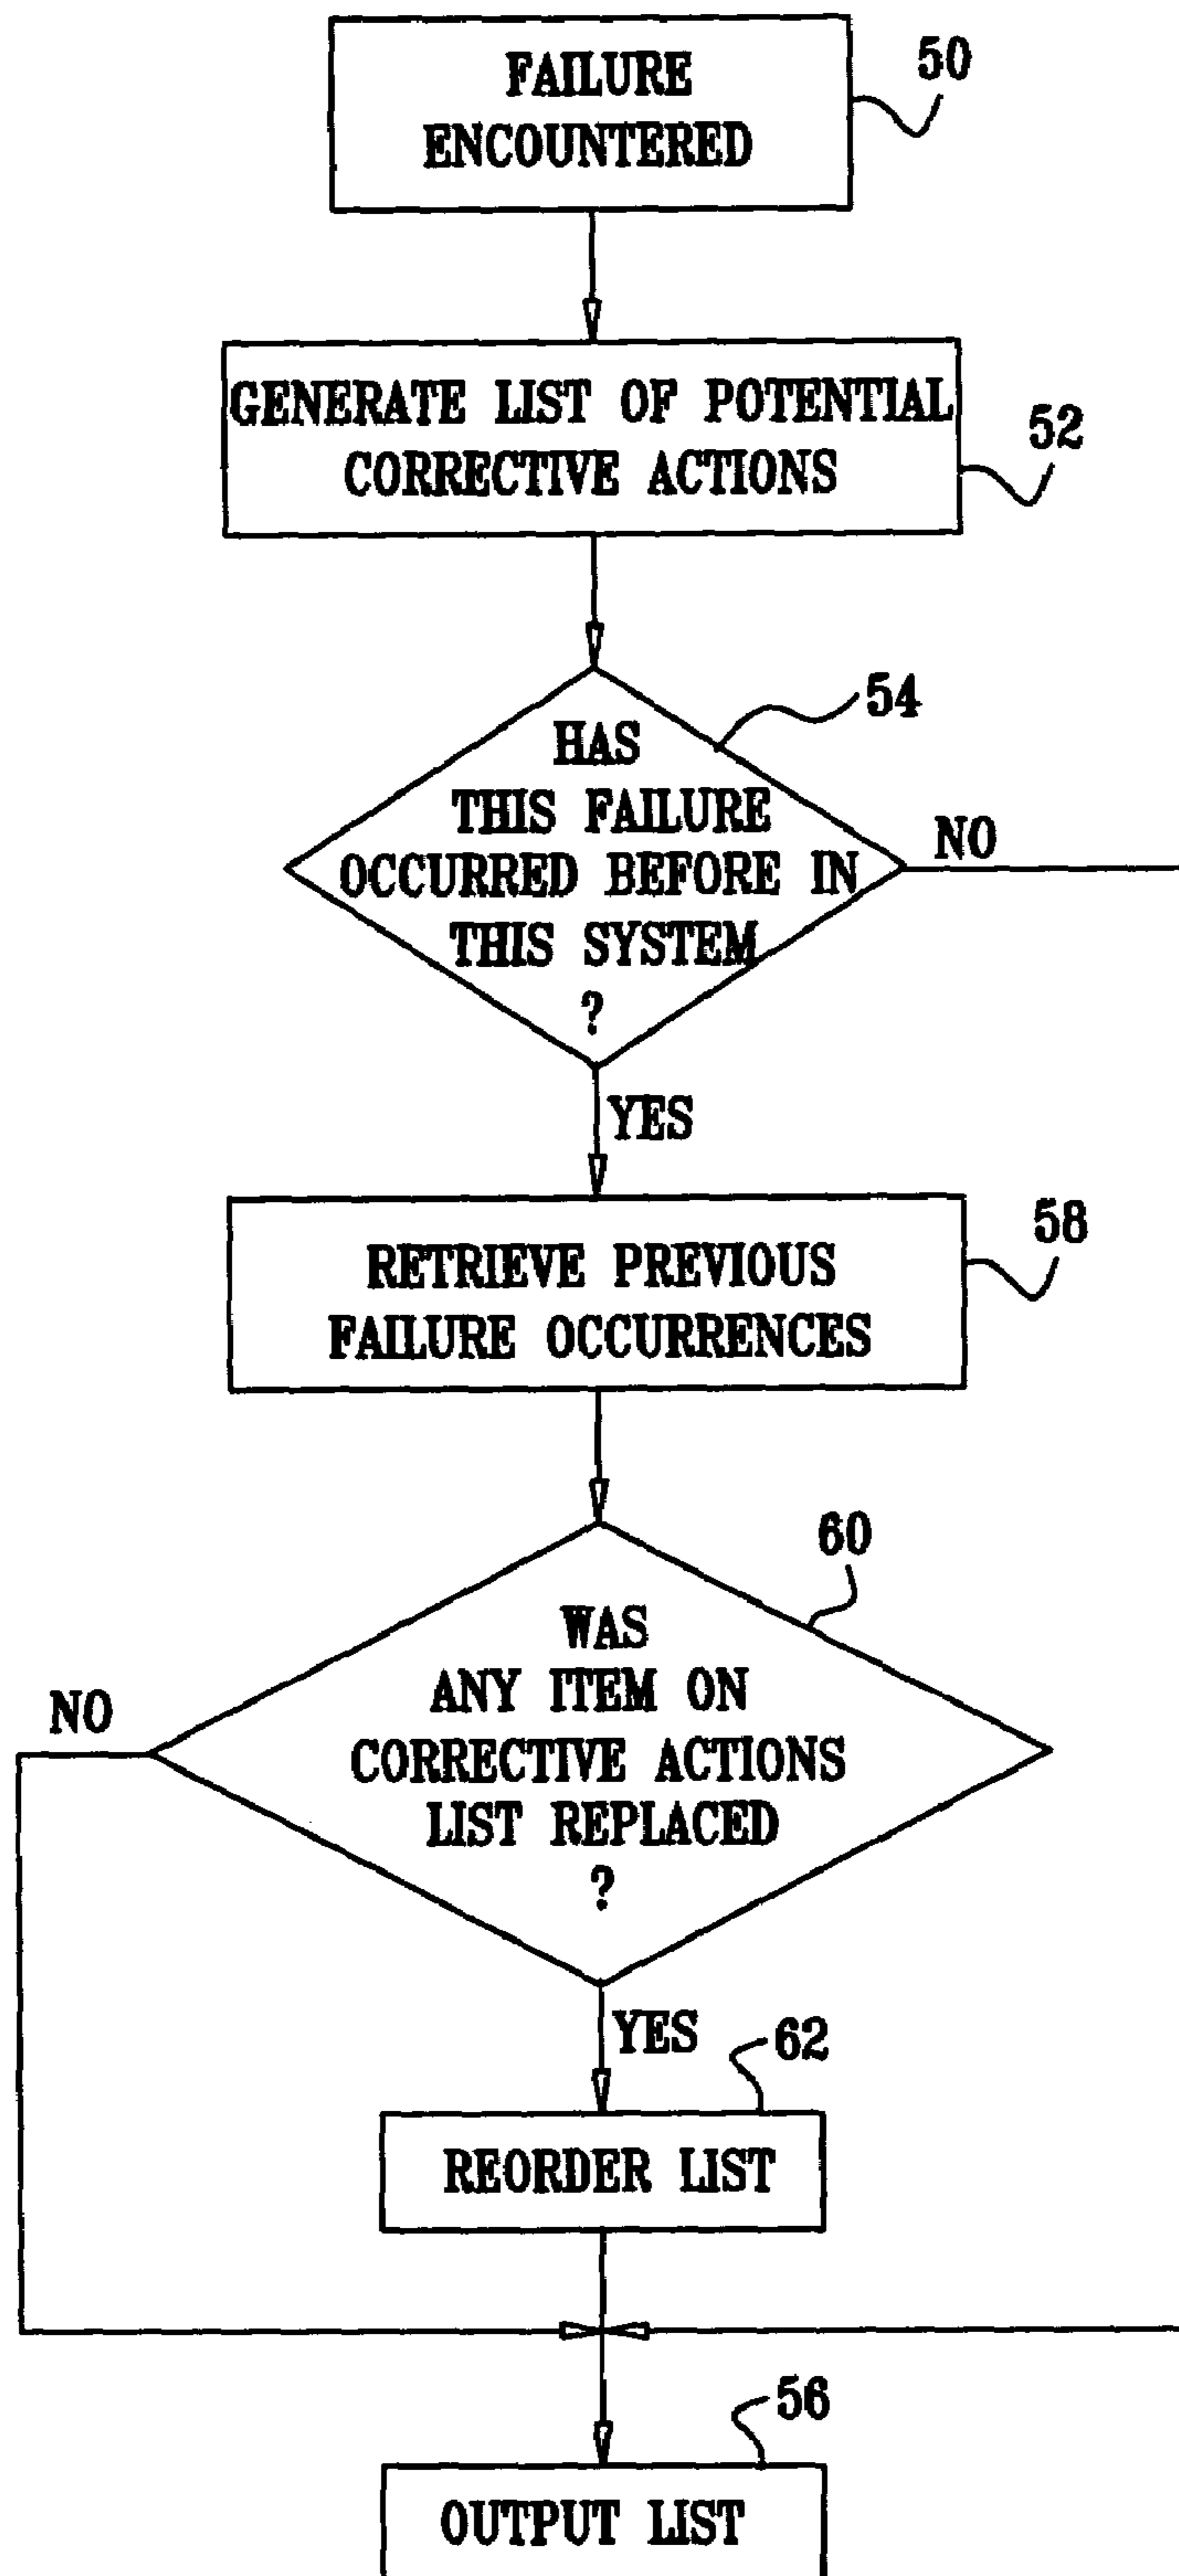 FAILURE
ENCOUNTERED
50
GENERATE LIST OF POTENTIAL
CORRECTIVE ACTIONS
52
54
HAS
THIS FAILURE
OCCURRED BEFORE IN
THIS SYSTEM
?
NO
YES
RETRIEVE PREVIOUS
FAILURE OCCURRENCES
58
60
WAS
ANY ITEM ON
CORRECTIVE ACTIONS
LIST REPLACED
?
NO
YES
62
REORDER LIST
56
OUTPUT LIST